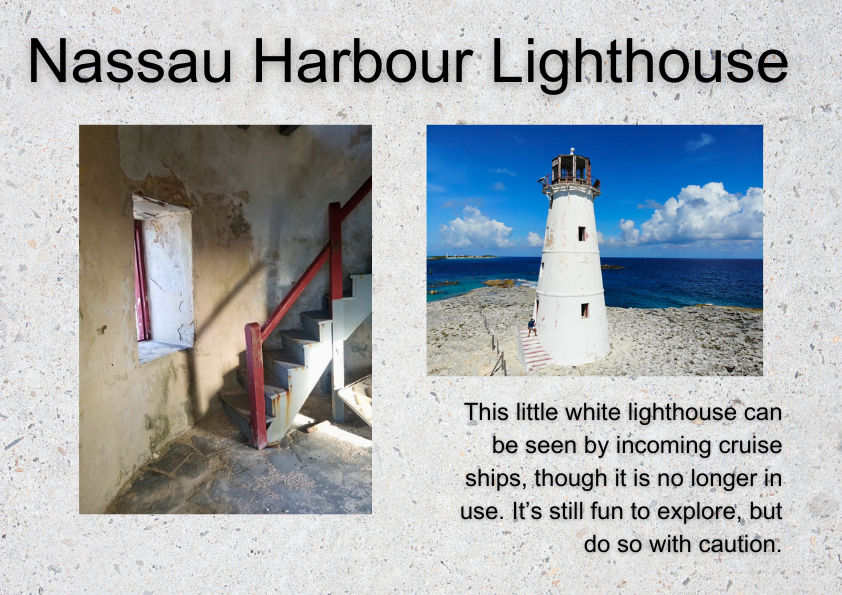 Nassau Harbour Lighthouse
This little white lighthouse can
be seen by incoming cruise
ships, though it is no longer in
use. It’s still fun to explore, but
do so with caution.